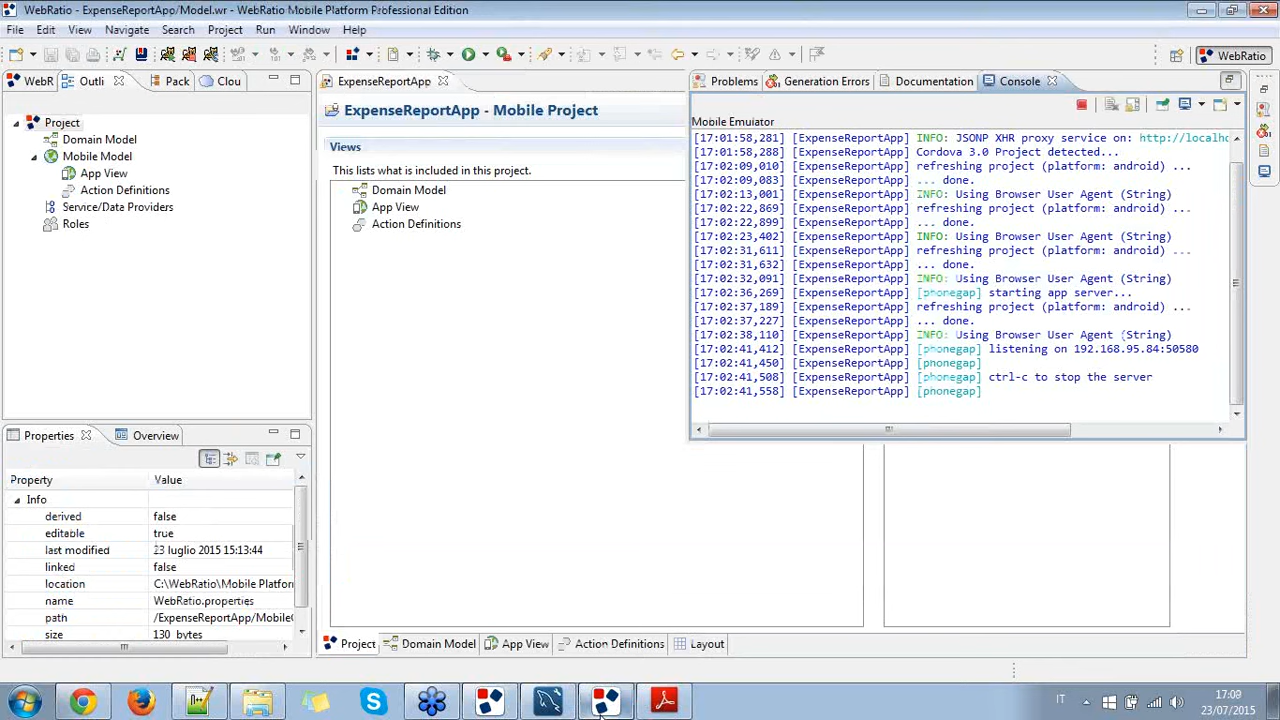 WebRatio - ExpenseReportApp/Model.wr - WebRatio Mobile Platform Professional Edition
File Edit View Navigate Search Project Run Window Help
WebRatio
WebR Outli Pack Clou
Project
Domain Model
Mobile Model
App View
Action Definitions
Service/Date Providers
Roles
ExpenseReportApp
ExpenseReportApp - Mobile Project
Views
This lists what is included in this project.
Domain Model
App View
Action Definitions
Problems Generation Errors Documentation Console
Mobile Emulator
[17:01:58,281] [ExpenseReportApp] INFO: JSONP XHR proxy service on: http://localho
[17:01:58,288] [ExpenseReportApp] Cordova 3.0 Project detected...
[17:02:09,010] [ExpenseReportApp] refreshing project (platform: android) ...
[17:02:09,083] [ExpenseReportApp] ... done.
[17:02:13,001] [ExpenseReportApp] INFO: Using Browser User Agent (String)
[17:02:22,869] [ExpenseReportApp] refreshing project (platform: android) ...
[17:02:22,899] [ExpenseReportApp] ... done.
[17:02:23,402] [ExpenseReportApp] INFO: Using Browser User Agent (String)
[17:02:31,611] [ExpenseReportApp] refreshing project (platform: android) ...
[17:02:31,632] [ExpenseReportApp] ... done.
[17:02:32,091] [ExpenseReportApp] INFO: Using Browser User Agent (String)
[17:02:36,269] [ExpenseReportApp] [phonegap] starting app server...
[17:02:37,189] [ExpenseReportApp] refreshing project (platform: android) ...
[17:02:37,227] [ExpenseReportApp] ... done.
[17:02:38,110] [ExpenseReportApp] INFO: Using Browser User Agent (String)
[17:02:41,412] [ExpenseReportApp] [phonegap] listening on 192.168.95.84:50580
[17:02:41,450] [ExpenseReportApp] [phonegap]
[17:02:41,508] [ExpenseReportApp] [phonegap] ctrl-c to stop the server
[17:02:41,558] [ExpenseReportApp] [phonegap]
Properties Overview
Property Value
Info
derived false
editable true
last modified 23 luglio 2015 15:13:44
linked false
location C:\WebRatio\Mobile Platforn
name WebRatio.properties
path /ExpenseReportApp/Mobile
size 130 bytes
Project Domain Model App View Action Definitions Layout
IT
17:09
23/07/2015